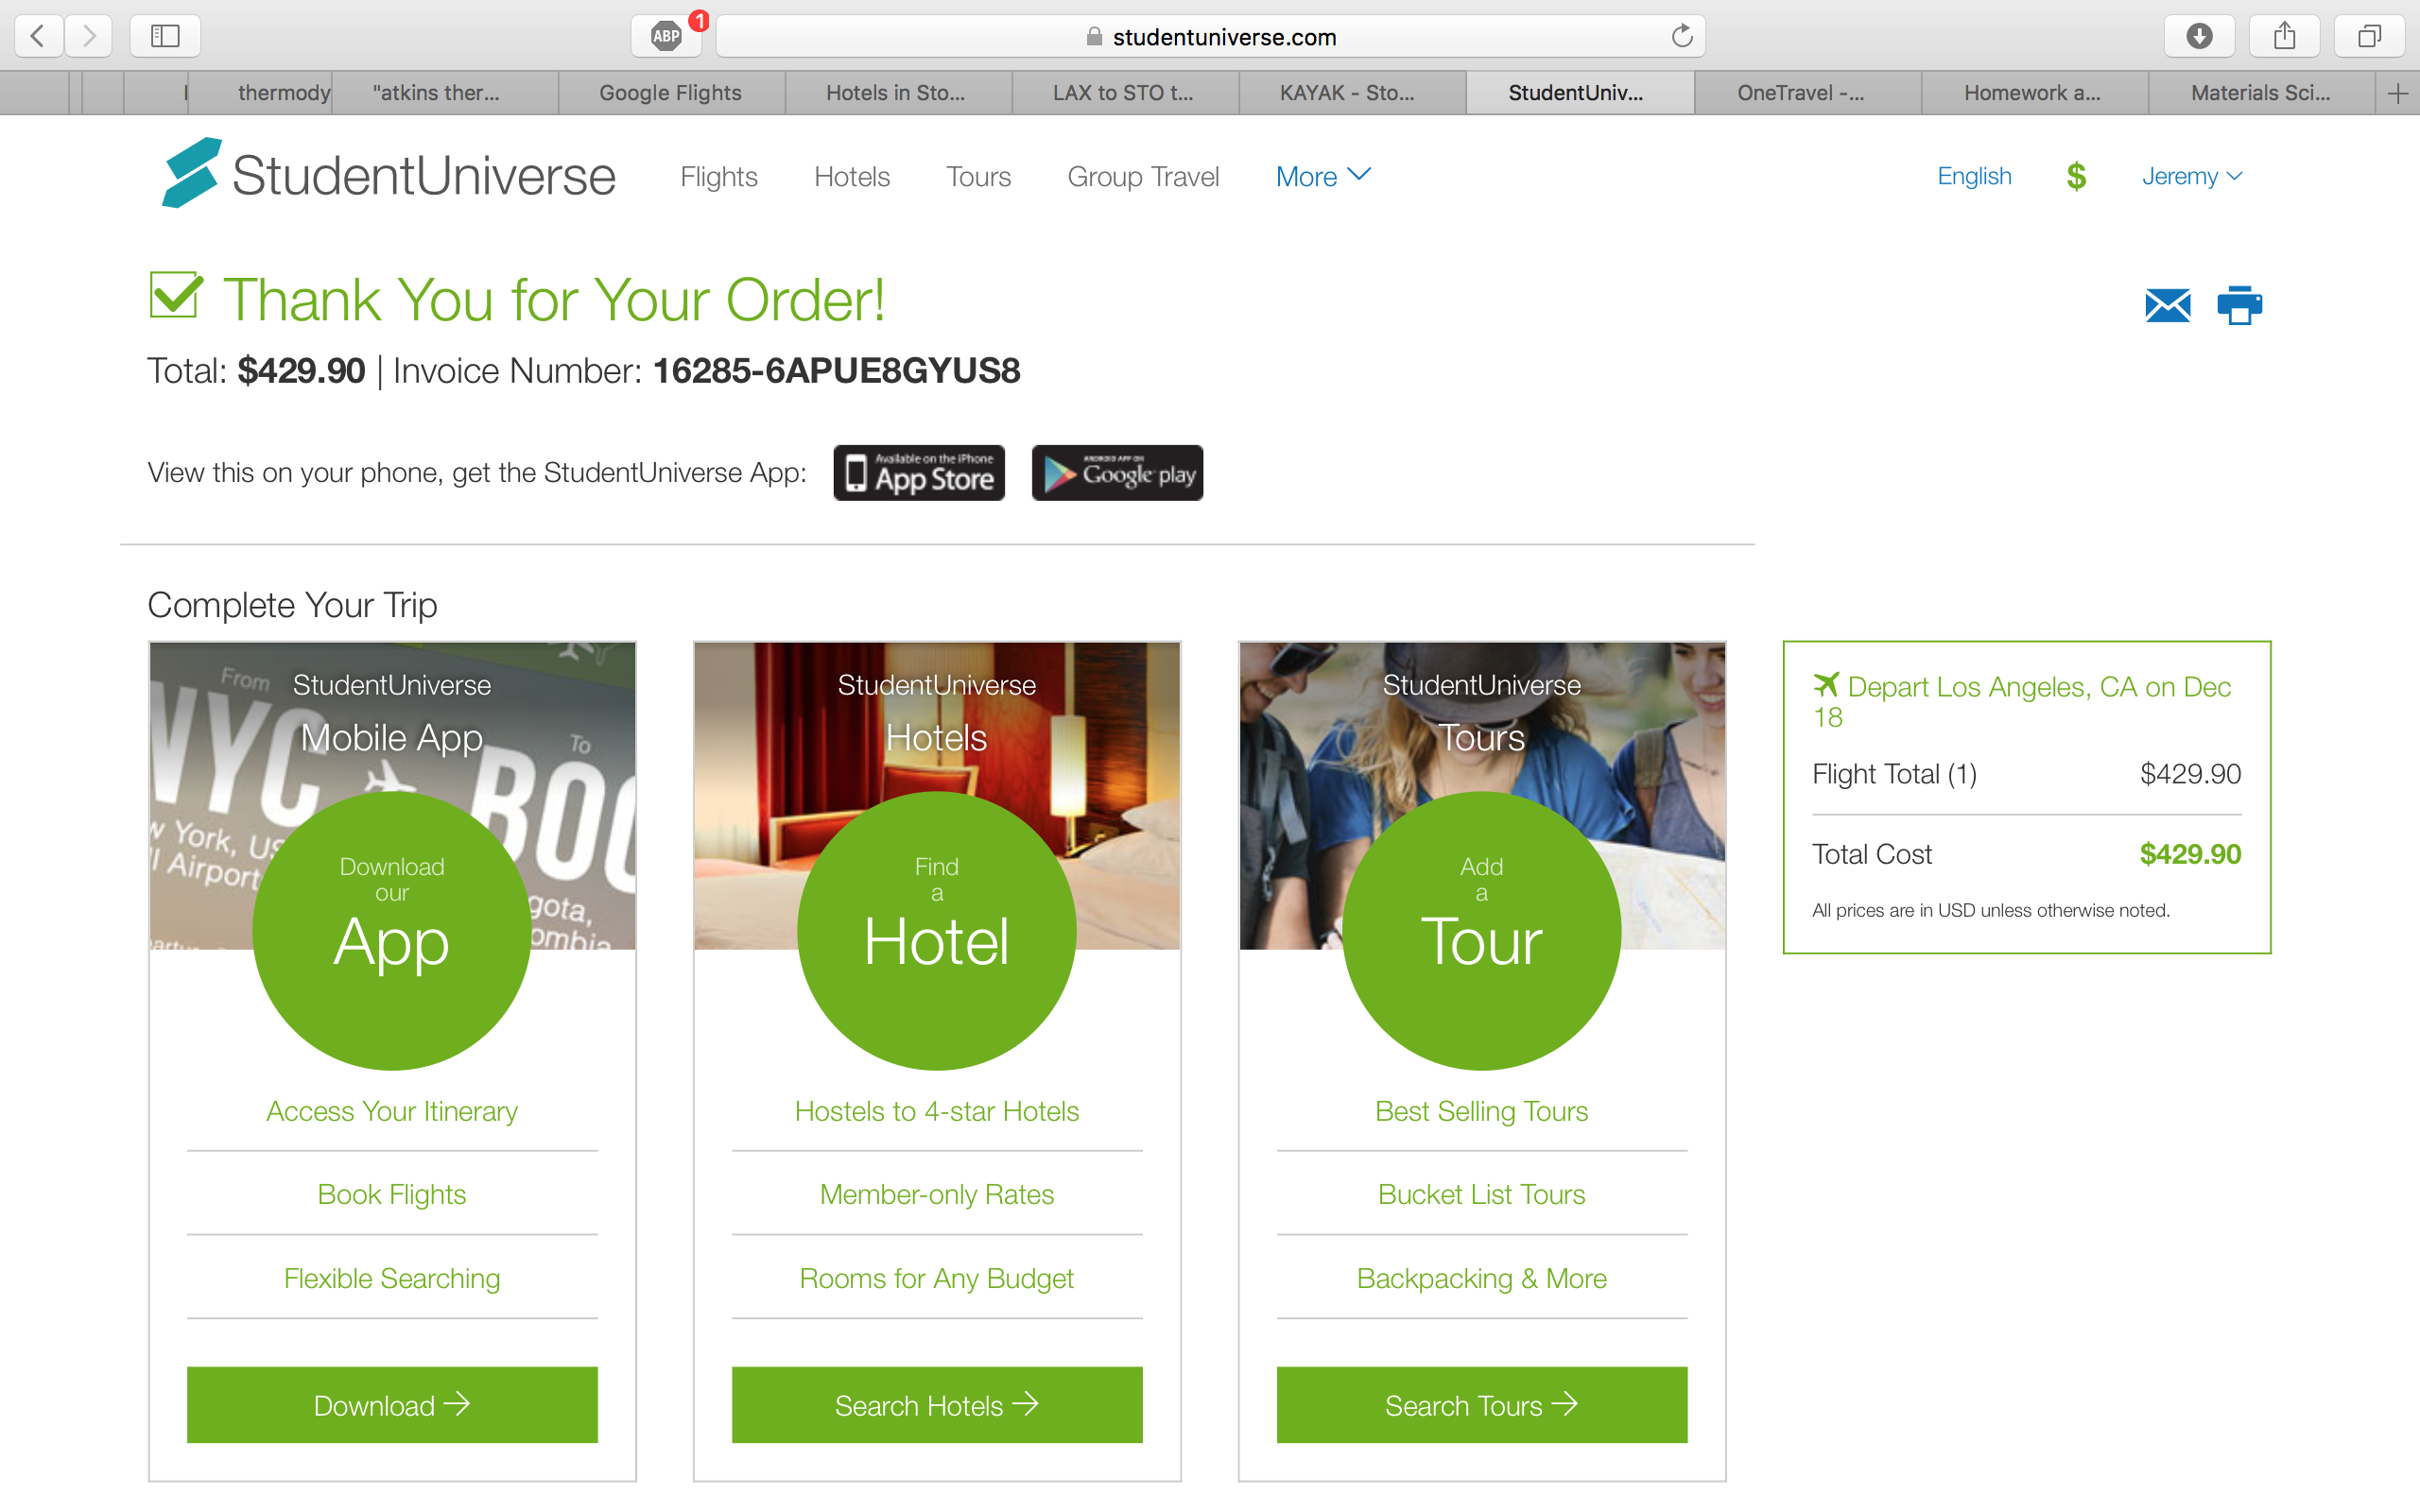 ABP 1
studentuniverse.com
thermody
"atkins ther...
Google Flights
Hotels in Sto...
LAX to STO t...
KAYAK - Sto...
StudentUniv...
OneTravel -...
Homework a...
Materials Sci...
StudentUniverse
Flights
Hotels
Tours
Group Travel
More
English
$
Jeremy
Thank You for Your Order!
Total: $429.90 | Invoice Number: 16285-6APUE8GYUS8
View this on your phone, get the StudentUniverse App:
Available on the iPhone
App Store
ANDROID APP ON
Google play
Complete Your Trip
From
NYC
To
BOG
York, US
Airport
gota,
ombia
StudentUniverse
Mobile App
Download
our
App
Access Your Itinerary
Book Flights
Flexible Searching
Download
StudentUniverse
Hotels
Find
a
Hotel
Hostels to 4-star Hotels
Member-only Rates
Rooms for Any Budget
Search Hotels
StudentUniverse
Tours
Add
a
Tour
Best Selling Tours
Bucket List Tours
Backpacking & More
Search Tours
Depart Los Angeles, CA on Dec
18
Flight Total (1) $429.90
Total Cost $429.90
All prices are in USD unless otherwise noted.